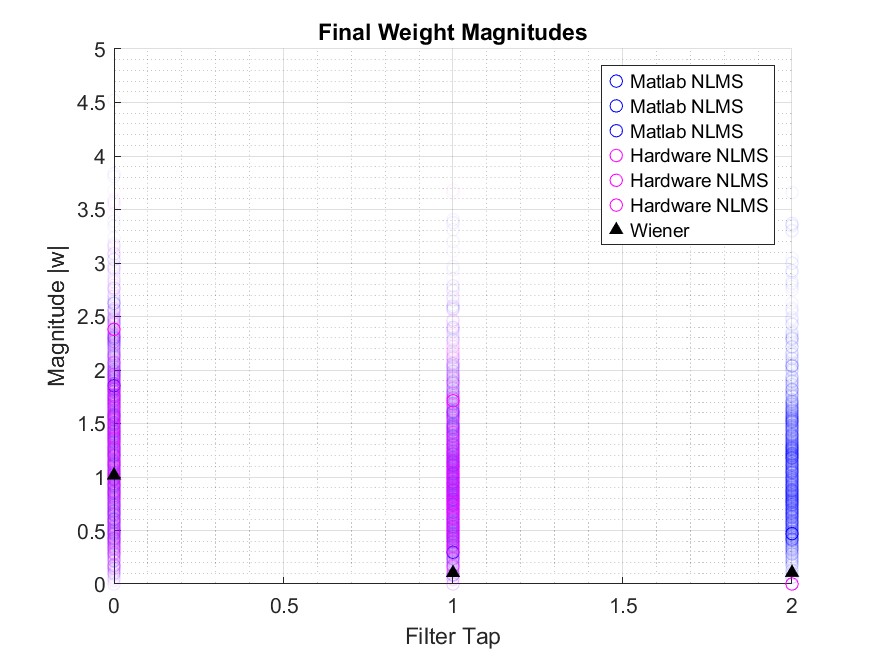 Final Weight Magnitudes
5
4.5
4
3.5
3
2.5
2
1.5
1
0.5
0
Magnitude |w|
Matlab NLMS
Matlab NLMS
Matlab NLMS
Hardware NLMS
Hardware NLMS
Hardware NLMS
Wiener
0 0.5 1 1.5 2
Filter Tap